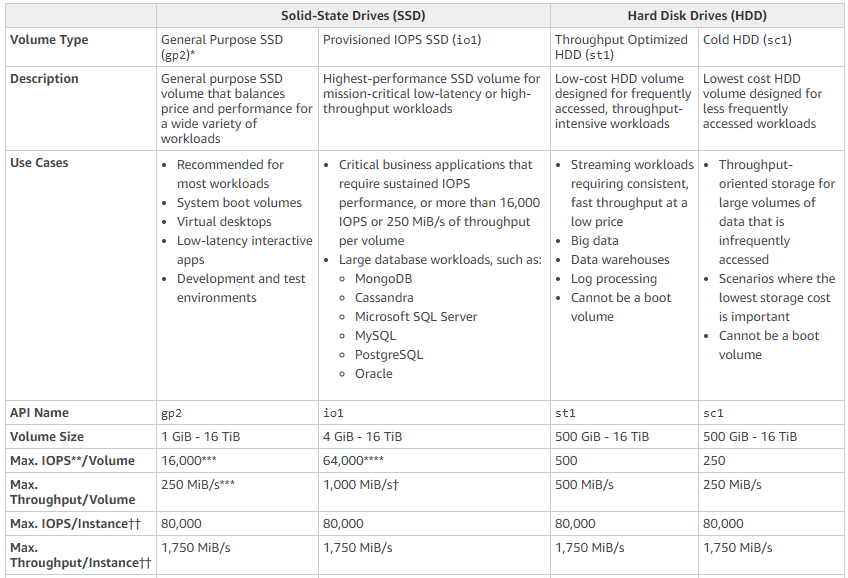 Solid-State Drives (SSD)
Hard Disk Drives (HDD)
Volume Type
General Purpose SSD
(gp2)*
Provisioned IOPS SSD (io1)
Throughput Optimized
HDD (st1)
Cold HDD (sc1)
Description
General purpose SSD
volume that balances
price and performance for
a wide variety of
workloads
Highest-performance SSD volume for
mission-critical low-latency or high-
throughput workloads
Low-cost HDD volume
designed for frequently
accessed, throughput-
intensive workloads
Lowest cost HDD
volume designed for
less frequently
accessed workloads
Use Cases
• Recommended for
most workloads
• System boot volumes
• Virtual desktops
• Low-latency interactive
apps
• Development and test
environments
• Critical business applications that
require sustained IOPS
performance, or more than 16,000
IOPS or 250 MiB/s of throughput
per volume
• Large database workloads, such as:
◦ MongoDB
◦ Cassandra
◦ Microsoft SQL Server
◦ MySQL
◦ PostgreSQL
◦ Oracle
• Streaming workloads
requiring consistent,
fast throughput at a
low price
• Big data
• Data warehouses
• Log processing
• Cannot be a boot
volume
• Throughput-
oriented storage for
large volumes of
data that is
infrequently
accessed
• Scenarios where the
lowest storage cost
is important
• Cannot be a boot
volume
API Name
gp2
io1
st1
sc1
Volume Size
1 GiB - 16 TiB
4 GiB - 16 TiB
500 GiB - 16 TiB
500 GiB - 16 TiB
Max. IOPS**/Volume
16,000***
64,000****
500
250
Max.
Throughput/Volume
250 MiB/s***
1,000 MiB/s†
500 MiB/s
250 MiB/s
Max. IOPS/Instance††
80,000
80,000
80,000
80,000
Max.
Throughput/Instance††
1,750 MiB/s
1,750 MiB/s
1,750 MiB/s
1,750 MiB/s